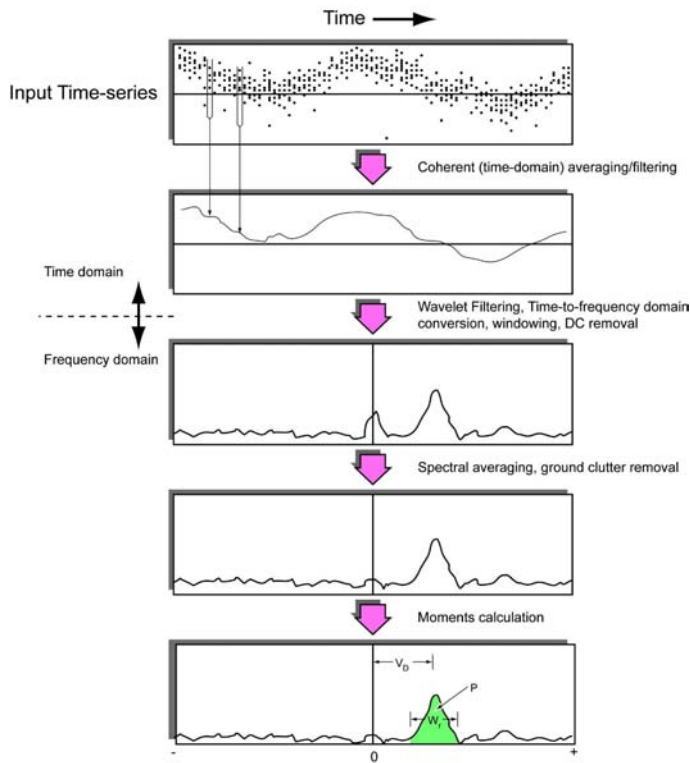 Time
Input Time-series
Coherent (time-domain) averaging/filtering
Time domain
Wavelet Filtering, Time-to-frequency domain
conversion, windowing, DC removal
Frequency domain
Spectral averaging, ground clutter removal
Moments calculation
V_D
P
W_r
-
0
+